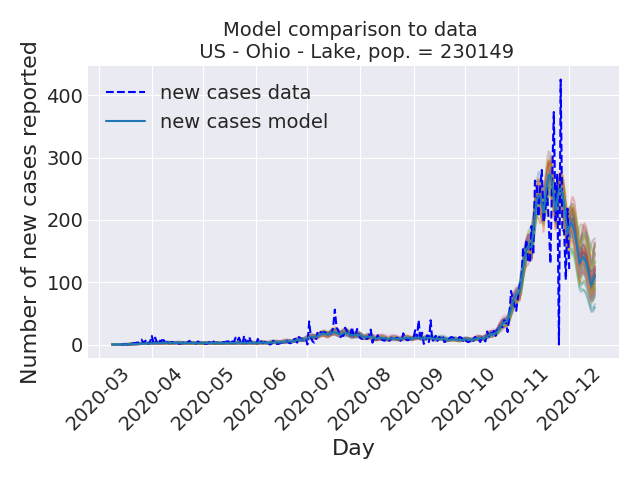 Model comparison to data
US - Ohio - Lake, pop. = 230149
Number of new cases reported
400
300
200
100
0
new cases data
new cases model
2020-03
2020-04
2020-05
2020-06
2020-07
2020-08
2020-09
2020-10
2020-11
2020-12
Day